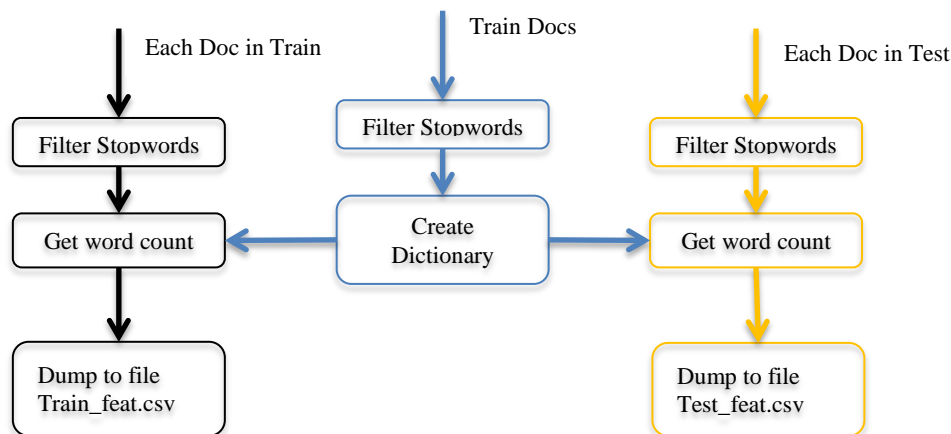 Each Doc in Train
Train Docs
Each Doc in Test
Filter Stopwords
Filter Stopwords
Filter Stopwords
Get word count
Create
Dictionary
Get word count
Dump to file
Train_feat.csv
Dump to file
Test_feat.csv